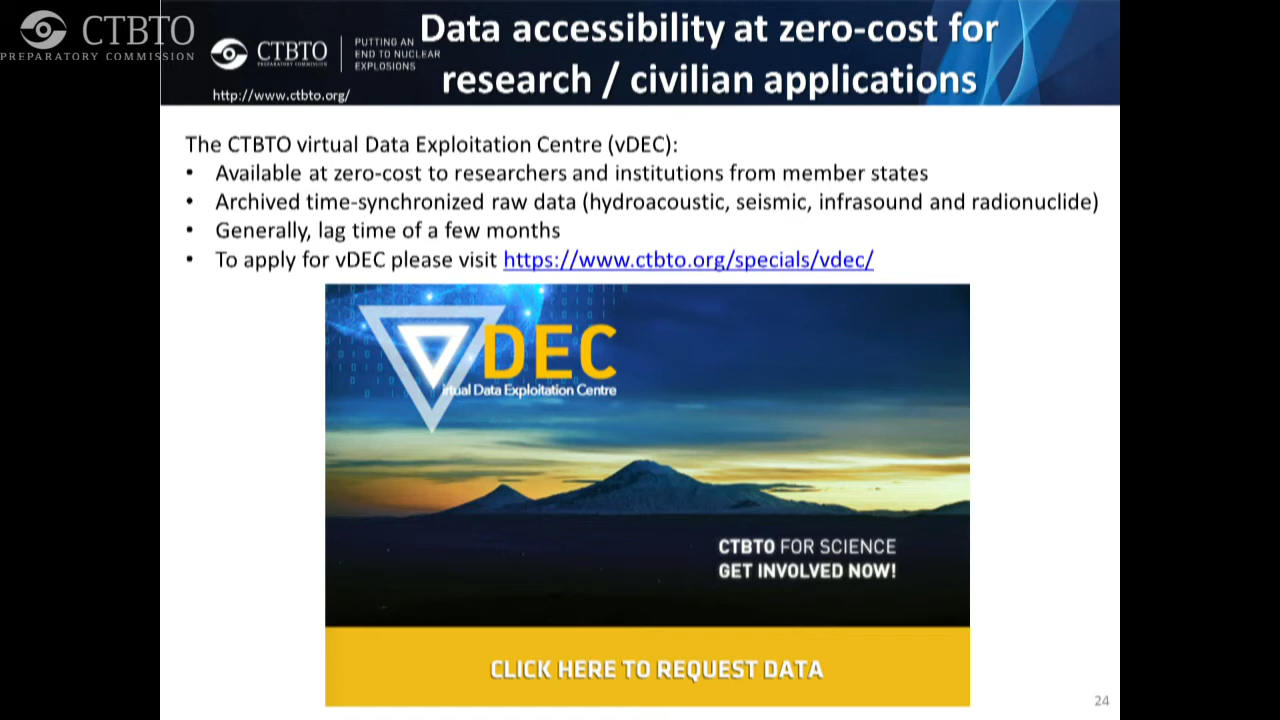 CTBTO
PREPARATORY COMMISSION
CTBTO
PREPARATORY COMMISSION
PUTTING AN
END TO NUCLEAR
EXPLOSIONS
http://www.ctbto.org/
Data accessibility at zero-cost for
research / civilian applications
The CTBTO virtual Data Exploitation Centre (vDEC):
• Available at zero-cost to researchers and institutions from member states
• Archived time-synchronized raw data (hydroacoustic, seismic, infrasound and radionuclide)
• Generally, lag time of a few months
• To apply for vDEC please visit https://www.ctbto.org/specials/vdec/
DEC
irtual Data Exploitation Centre
CTBTO FOR SCIENCE
GET INVOLVED NOW!
CLICK HERE TO REQUEST DATA
24